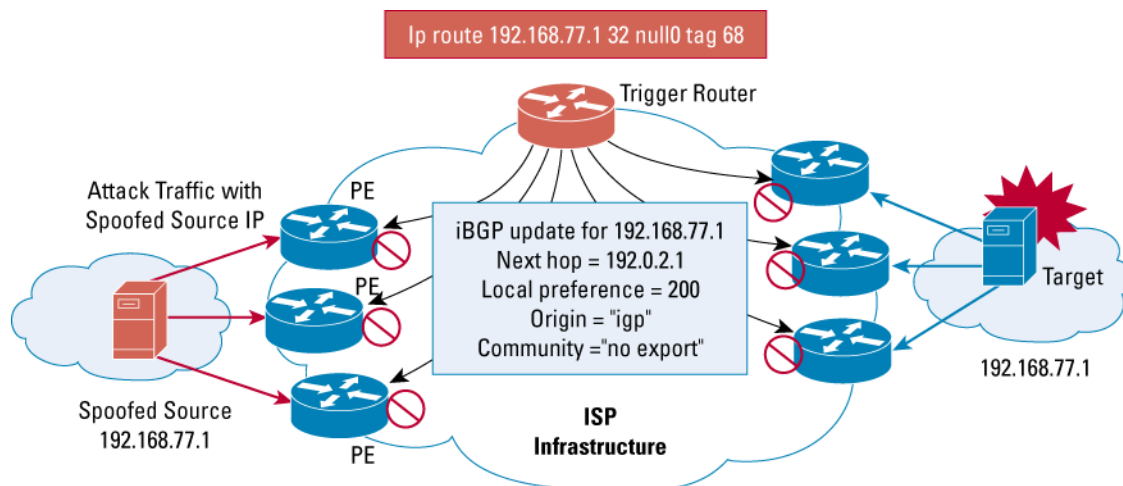 Ip route 192.168.77.1 32 null0 tag 68
Trigger Router
Attack Traffic with
Spoofed Source IP
PE
PE
PE
Spoofed Source
192.168.77.1
iBGP update for 192.168.77.1
Next hop = 192.0.2.1
Local preference = 200
Origin = "igp"
Community ="no export"
ISP
Infrastructure
Target
192.168.77.1